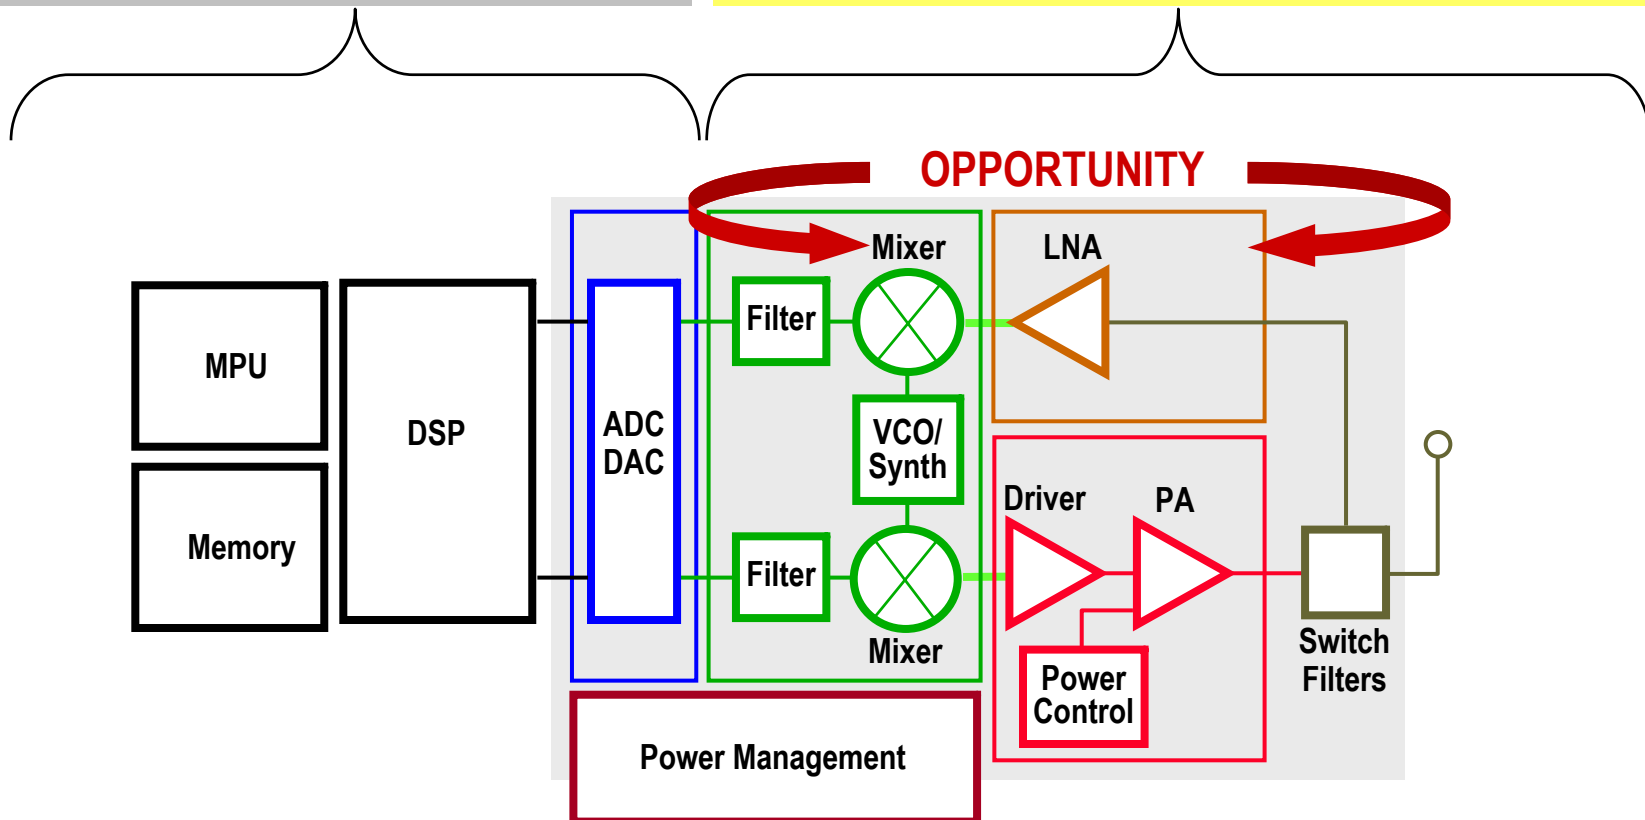 OPPORTUNITY
Mixer
LNA
Filter
MPU
DSP
ADC
DAC
VCO/
Synth
Driver
PA
Memory
Filter
Mixer
Switch
Filters
Power
Control
Power Management